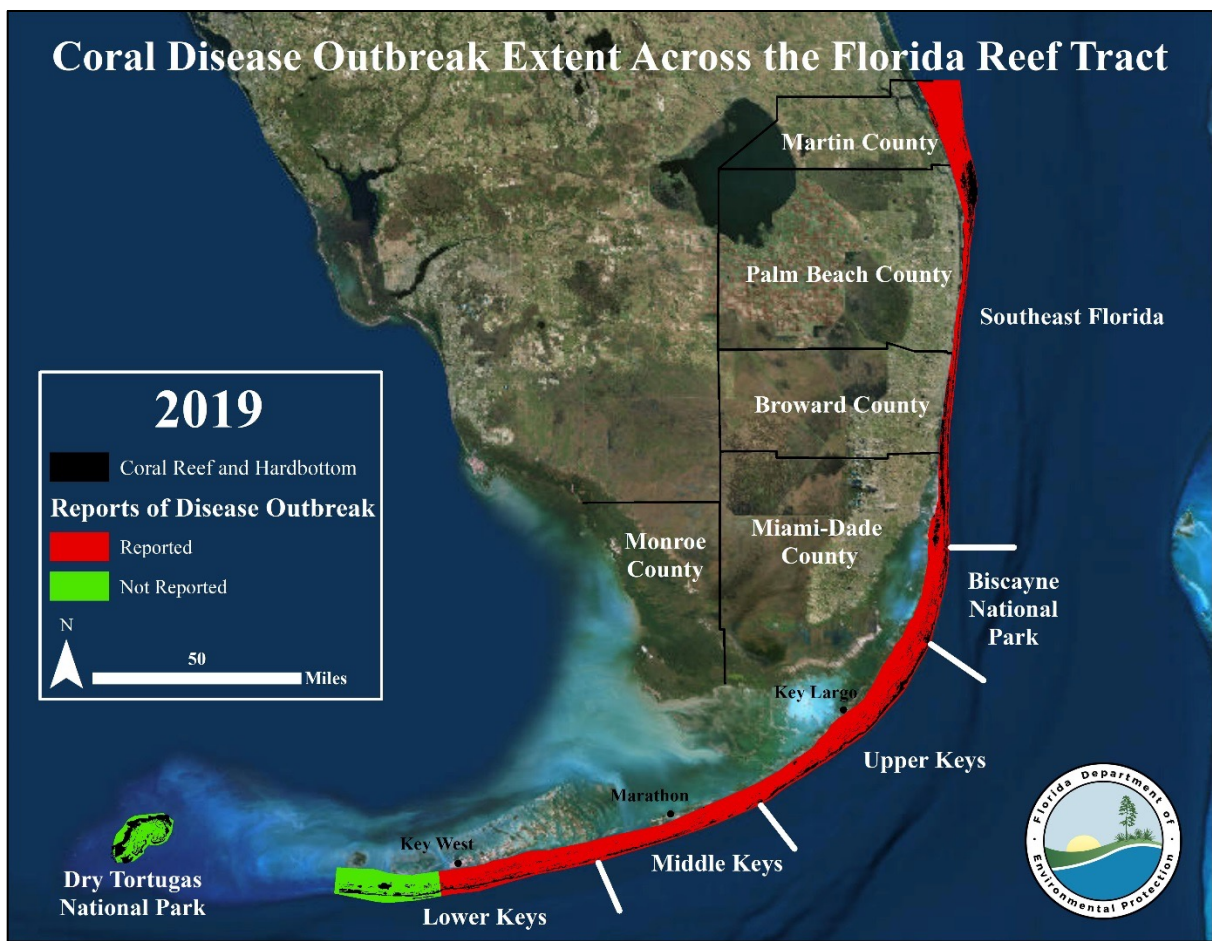 Coral Disease Outbreak Extent Across the Florida Reef Tract
Martin County
Palm Beach County
Southeast Florida
Broward County
Miami-Dade
County
Monroe
County
Biscayne
National
Park
Key Largo
Upper Keys
Marathon
Middle Keys
Key West
Lower Keys
Dry Tortugas
National Park
2019
Coral Reef and Hardbottom
Reports of Disease Outbreak
Reported
Not Reported
N
50
Miles
Florida Department of
Environmental Protection